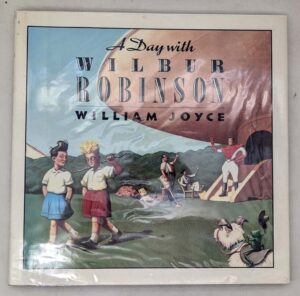 A Day with
WILBUR
ROBINSON
WILLIAM JOYCE